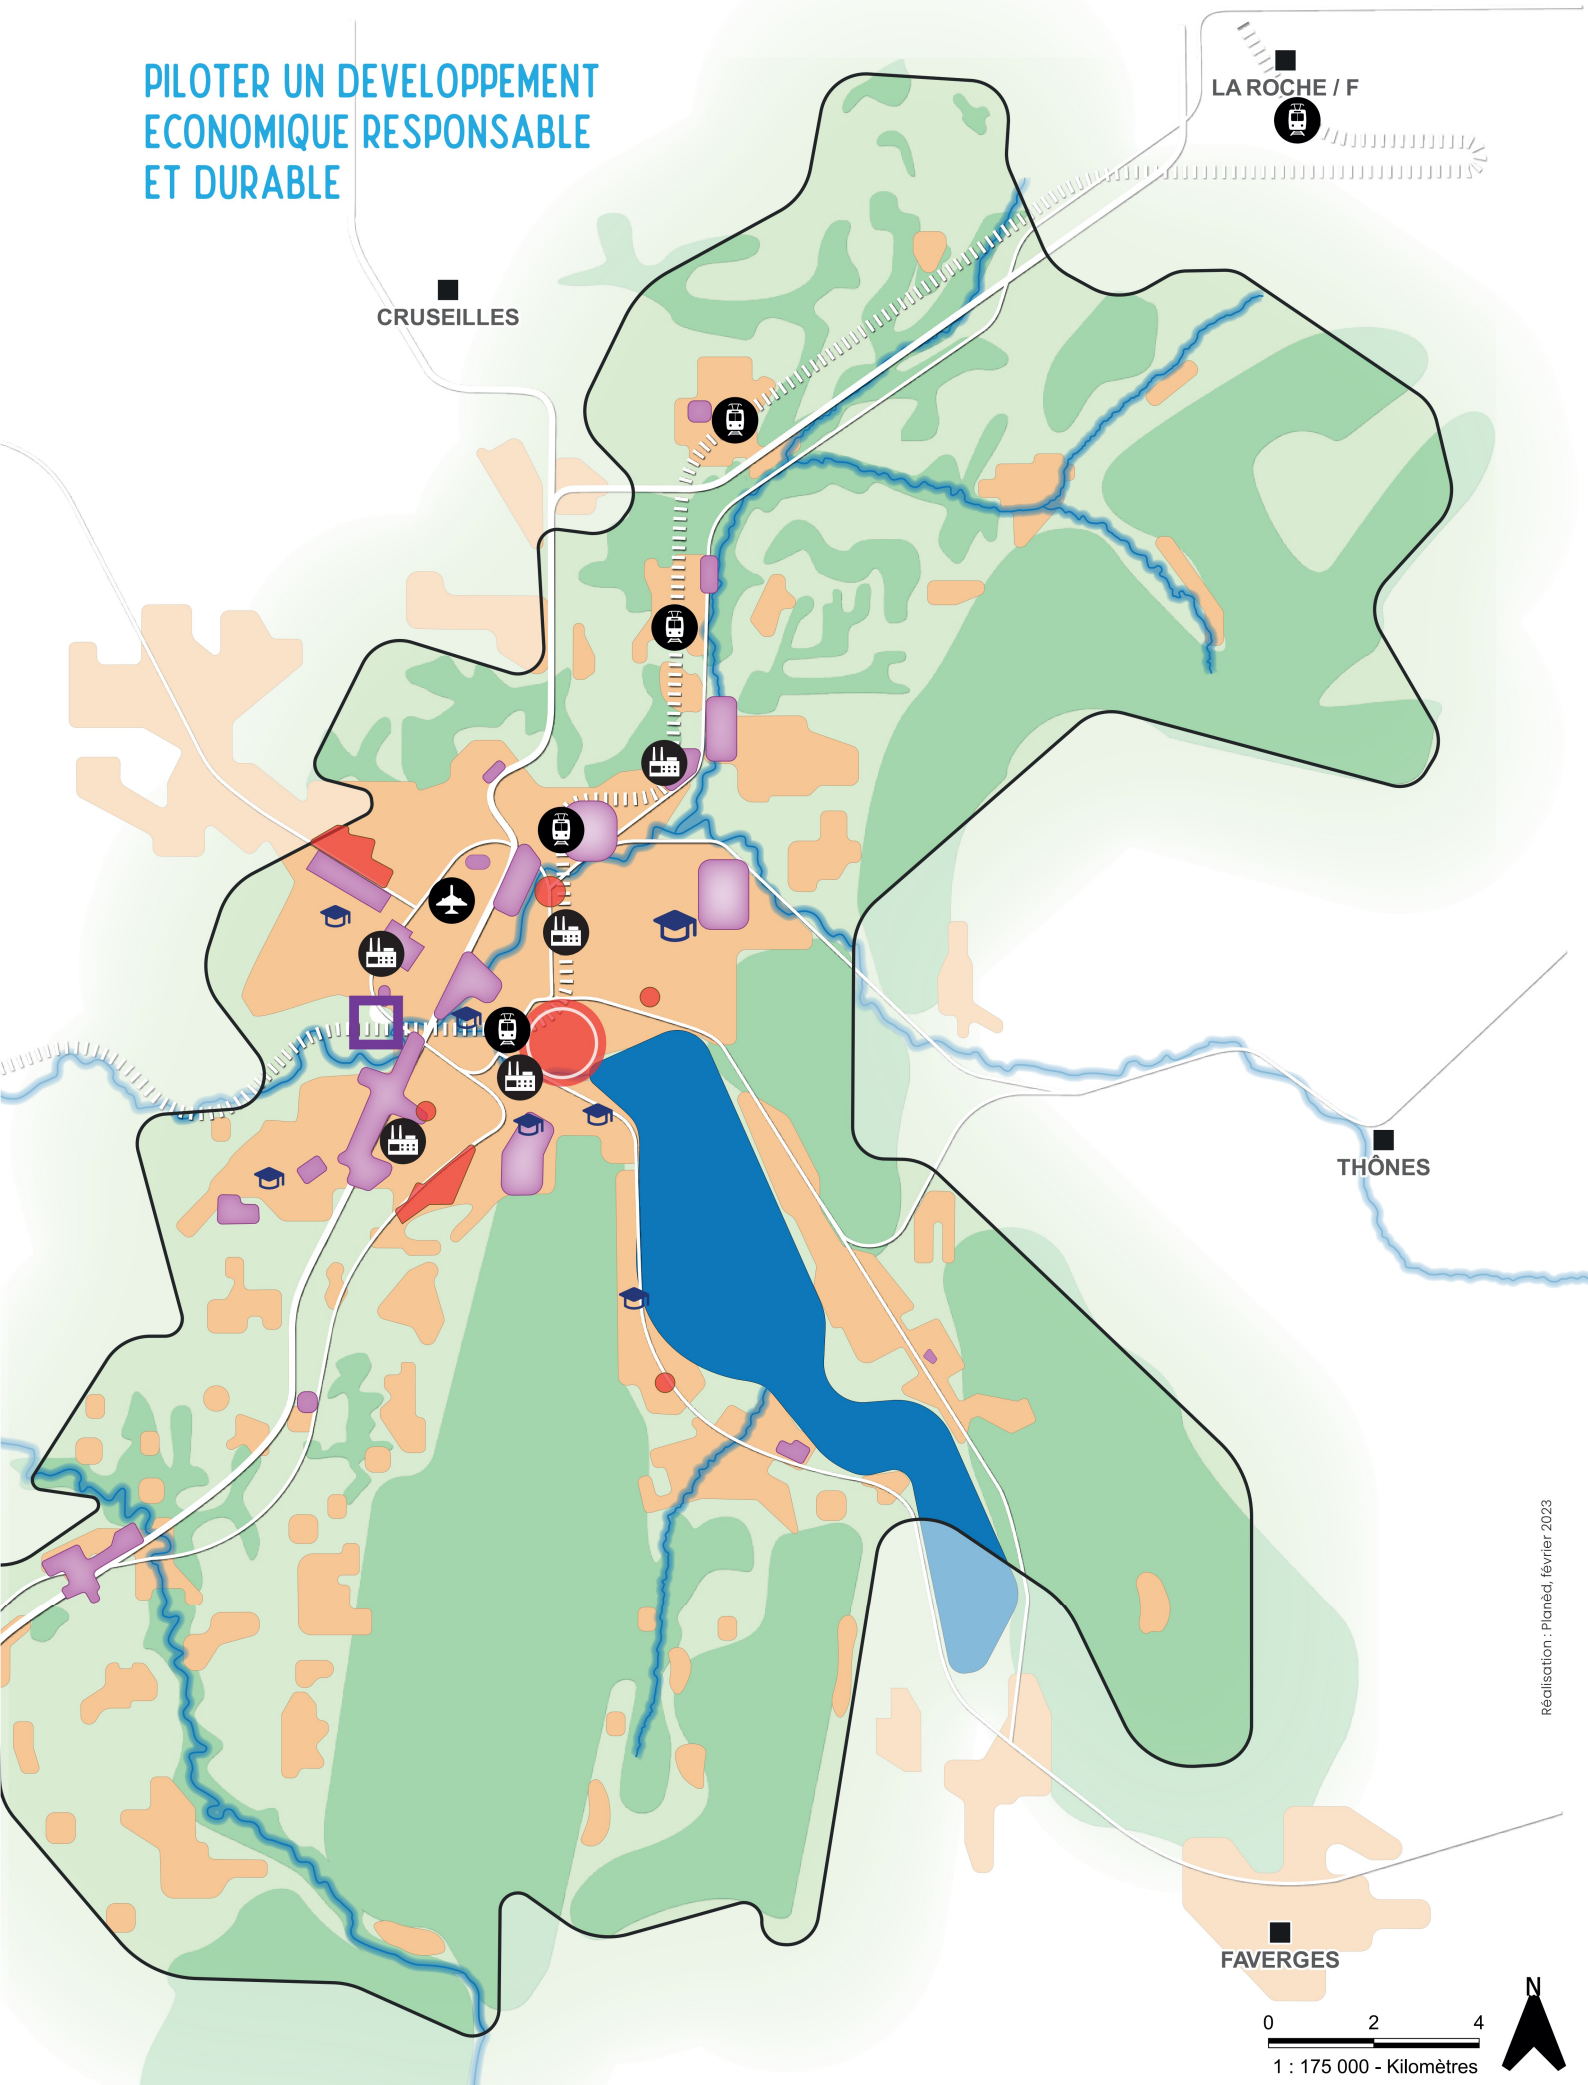 PILOTER UN DEVELOPPEMENT
ECONOMIQUE RESPONSABLE
ET DURABLE
LA ROCHE / F
CRUSEILLES
THÔNES
Réalisation : Planèd, février 2023
FAVERGES
N
0 2 4
1 : 175 000 - Kilomètres